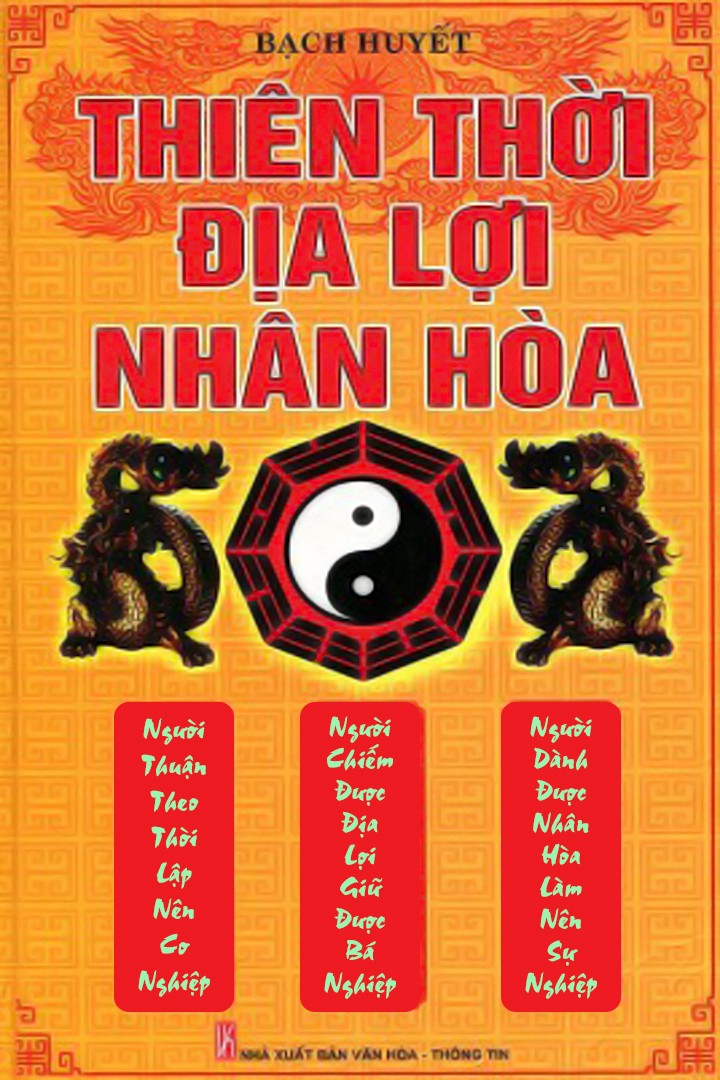 BẠCH HUYẾT
THIÊN THỜI
ĐỊA LỢI
NHÂN HÒA
Người
Thuận
Theo
Thời
Lập
Nên
Cơ
Nghiệp
Người
Chiếm
Được
Địa
Lợi
Giữ
Được
Bá
Nghiệp
Người
Dành
Được
Nhân
Hòa
Làm
Nên
Sự
Nghiệp
NHÀ XUẤT BẢN VĂN HÓA - THÔNG TIN